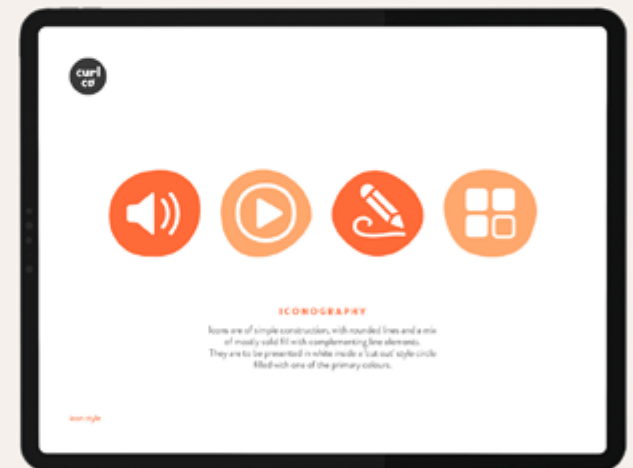 curl
co
ICONOGRAPHY
Icons are of simple construction, with rounded lines and a mix
of mostly solid fill with complementing line elements.
They are to be presented in white inside a 'cut out' style circle
filled with one of the primary colours.
icon style